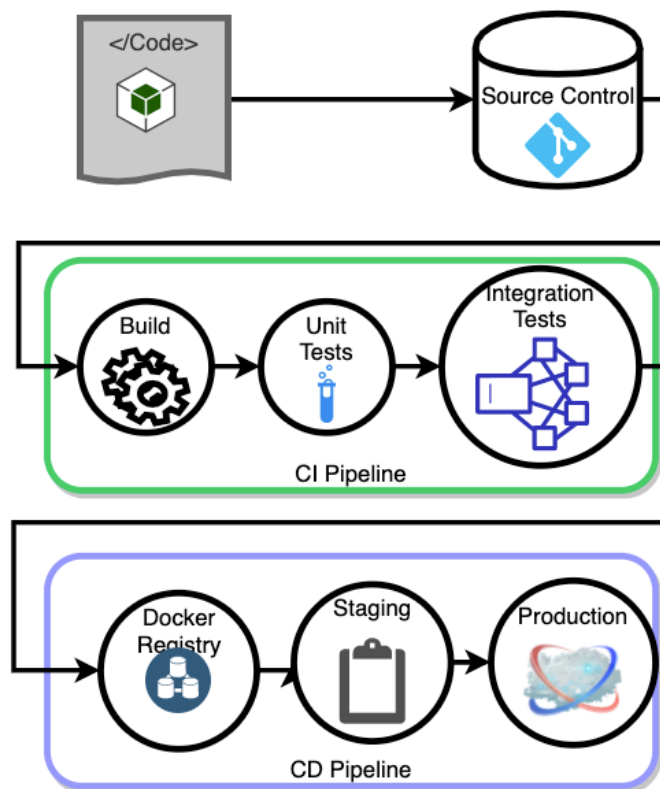 </Code>
Source Control
Build
Unit
Tests
Integration
Tests
CI Pipeline
Docker
Registry
Staging
Production
CD Pipeline